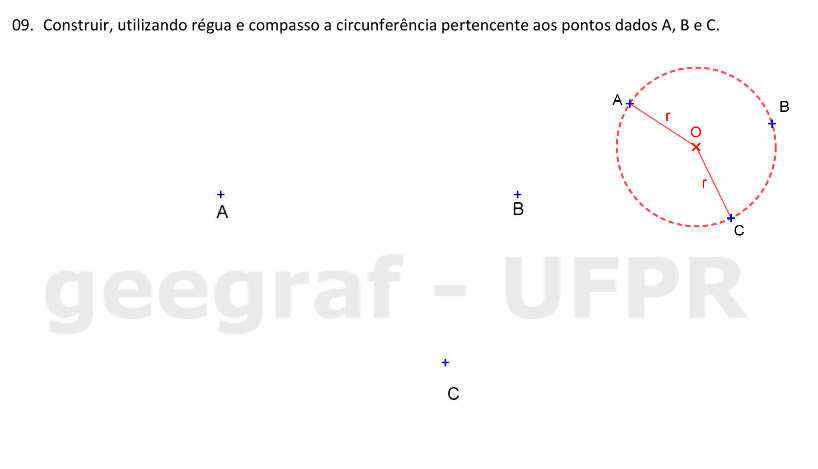 09. Construir, utilizando régua e compasso a circunferência pertencente aos pontos dados A, B e C.
A
B
r
O
r
C
A
B
geegraf - UFPR
C